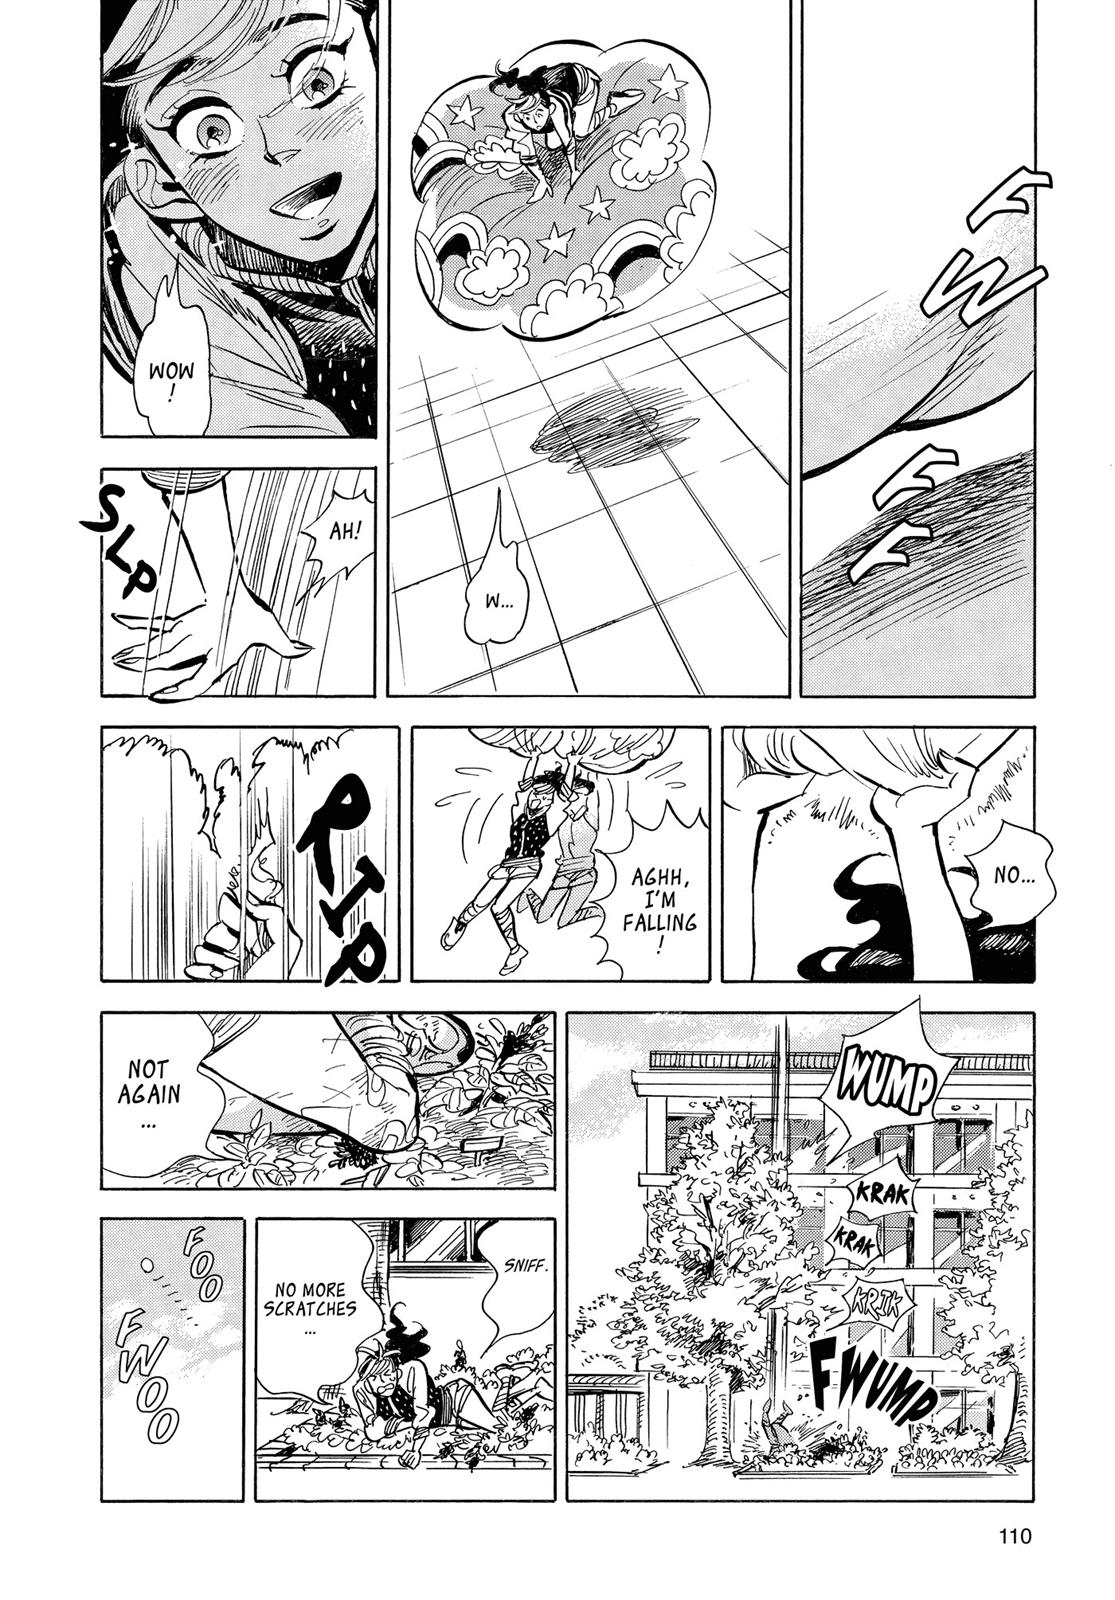 FWFF
W...
WOW
!
AH!
SLP
NO...
AGHH,
I'M
FALLING
!
RIP
WUMP
KRAK
KRAK
KRIK
FWUMP
NOT
AGAIN
...
SNIFF.
NO MORE
SCRATCHES
...
FOO
FWOO
110